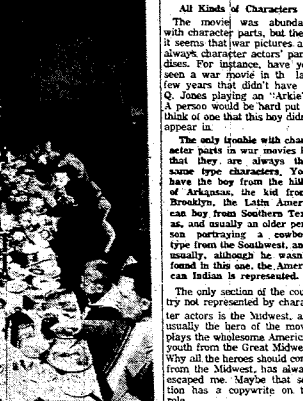 All Kinds of Characters
The movie was abunda
with character parts, but the
it seems that war pictures a
always character actors' par
dises. For instance, have y
seen a war movie in th la
few years that didn't have
Q. Jones playing an "Arkie"
A person would be hard put
think of one that this boy didn
appear in.
The only trouble with char
acter parts in war movies i
that they are always th
same type characters. Yo
have the boy from the hill
of Arkansas, the kid fro
Brooklyn, the Latin Amer
can boy from Southern Tex
as, and usually an older per
son portraying a cowbo
type from the Southwest, an
usually, although he wasn
found in this one, the Amer
can Indian is represented.
The only section of the cou
try not represented by chara
ter actors is the Midwest, a
usually the hero of the mov
plays the wholesome Americ
youth from the Great Midwe
Why all the heroes should com
from the Midwest, has alwa
escaped me. Maybe that se
tion has a copywrite on t
role.